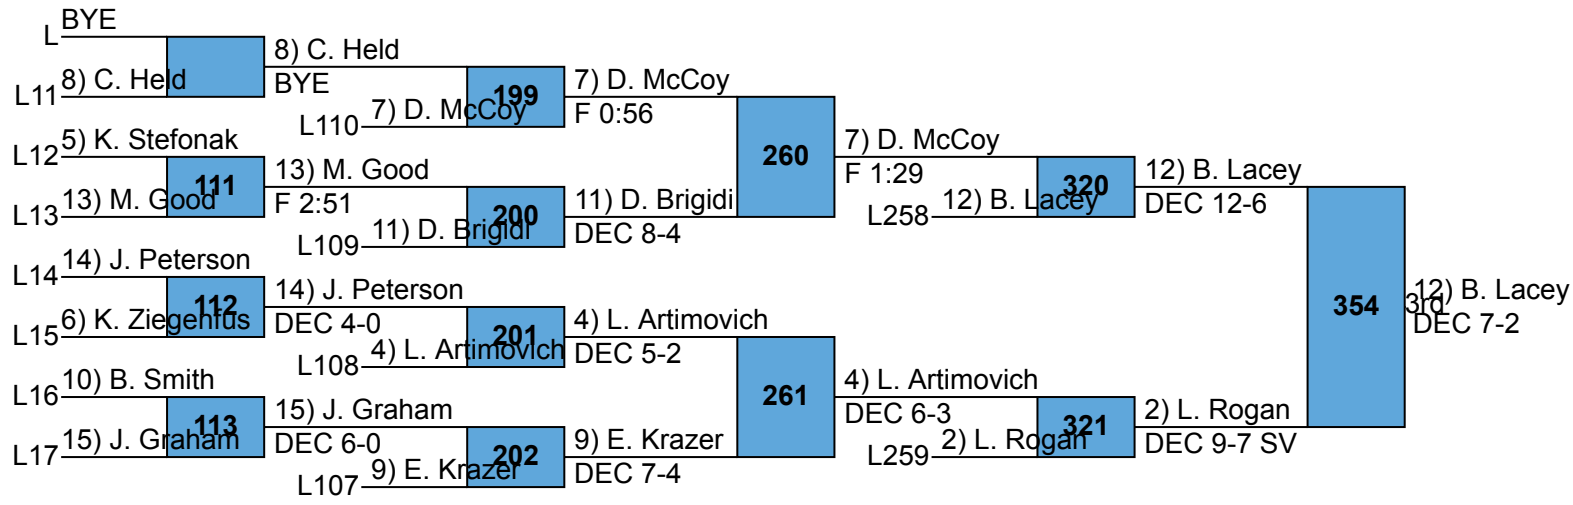 BYE
L
8) C. Held
L11
8) C. Held
BYE
199
7) D. McCoy
L110
7) D. McCoy
F 0:56
5) K. Stefonak
L12
111
13) M. Good
L13
13) M. Good
F 2:51
200
11) D. Brigidi
L109
11) D. Brigidi
DEC 8-4
260
7) D. McCoy
F 1:29
320
12) B. Lacey
L258
12) B. Lacey
DEC 12-6
14) J. Peterson
L14
112
6) K. Ziegenfus
L15
14) J. Peterson
DEC 4-0
201
4) L. Artimovich
L108
4) L. Artimovich
DEC 5-2
10) B. Smith
L16
113
15) J. Graham
L17
15) J. Graham
DEC 6-0
202
9) E. Krazer
L107
9) E. Krazer
DEC 7-4
261
4) L. Artimovich
DEC 6-3
321
2) L. Rogan
L259
2) L. Rogan
DEC 9-7 SV
354
3rd
12) B. Lacey
DEC 7-2